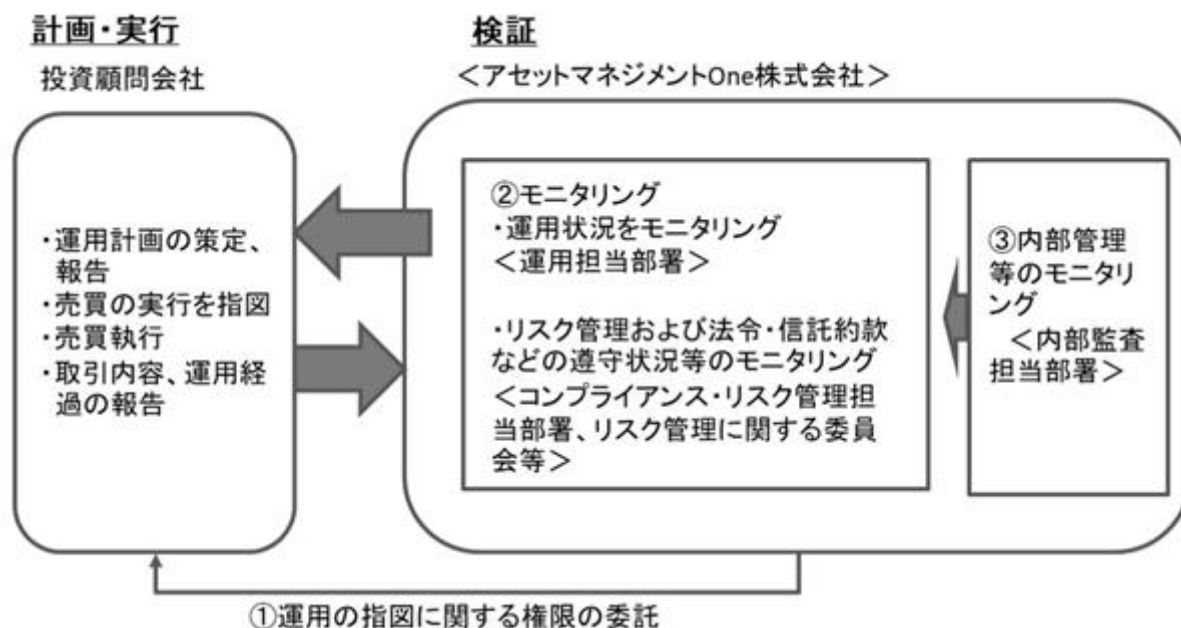 計画・実行
投資顧問会社
・運用計画の策定、
報告
・売買の実行を指図
・売買執行
・取引内容、運用経
過の報告
検証
＜アセットマネジメントOne株式会社＞
②モニタリング
・運用状況をモニタリング
＜運用担当部署＞
・リスク管理および法令・信託約款
などの遵守状況等のモニタリング
＜コンプライアンス・リスク管理担
当部署、リスク管理に関する委員
会等＞
③内部管理
等のモニタリ
ング
＜内部監査
担当部署＞
①運用の指図に関する権限の委託